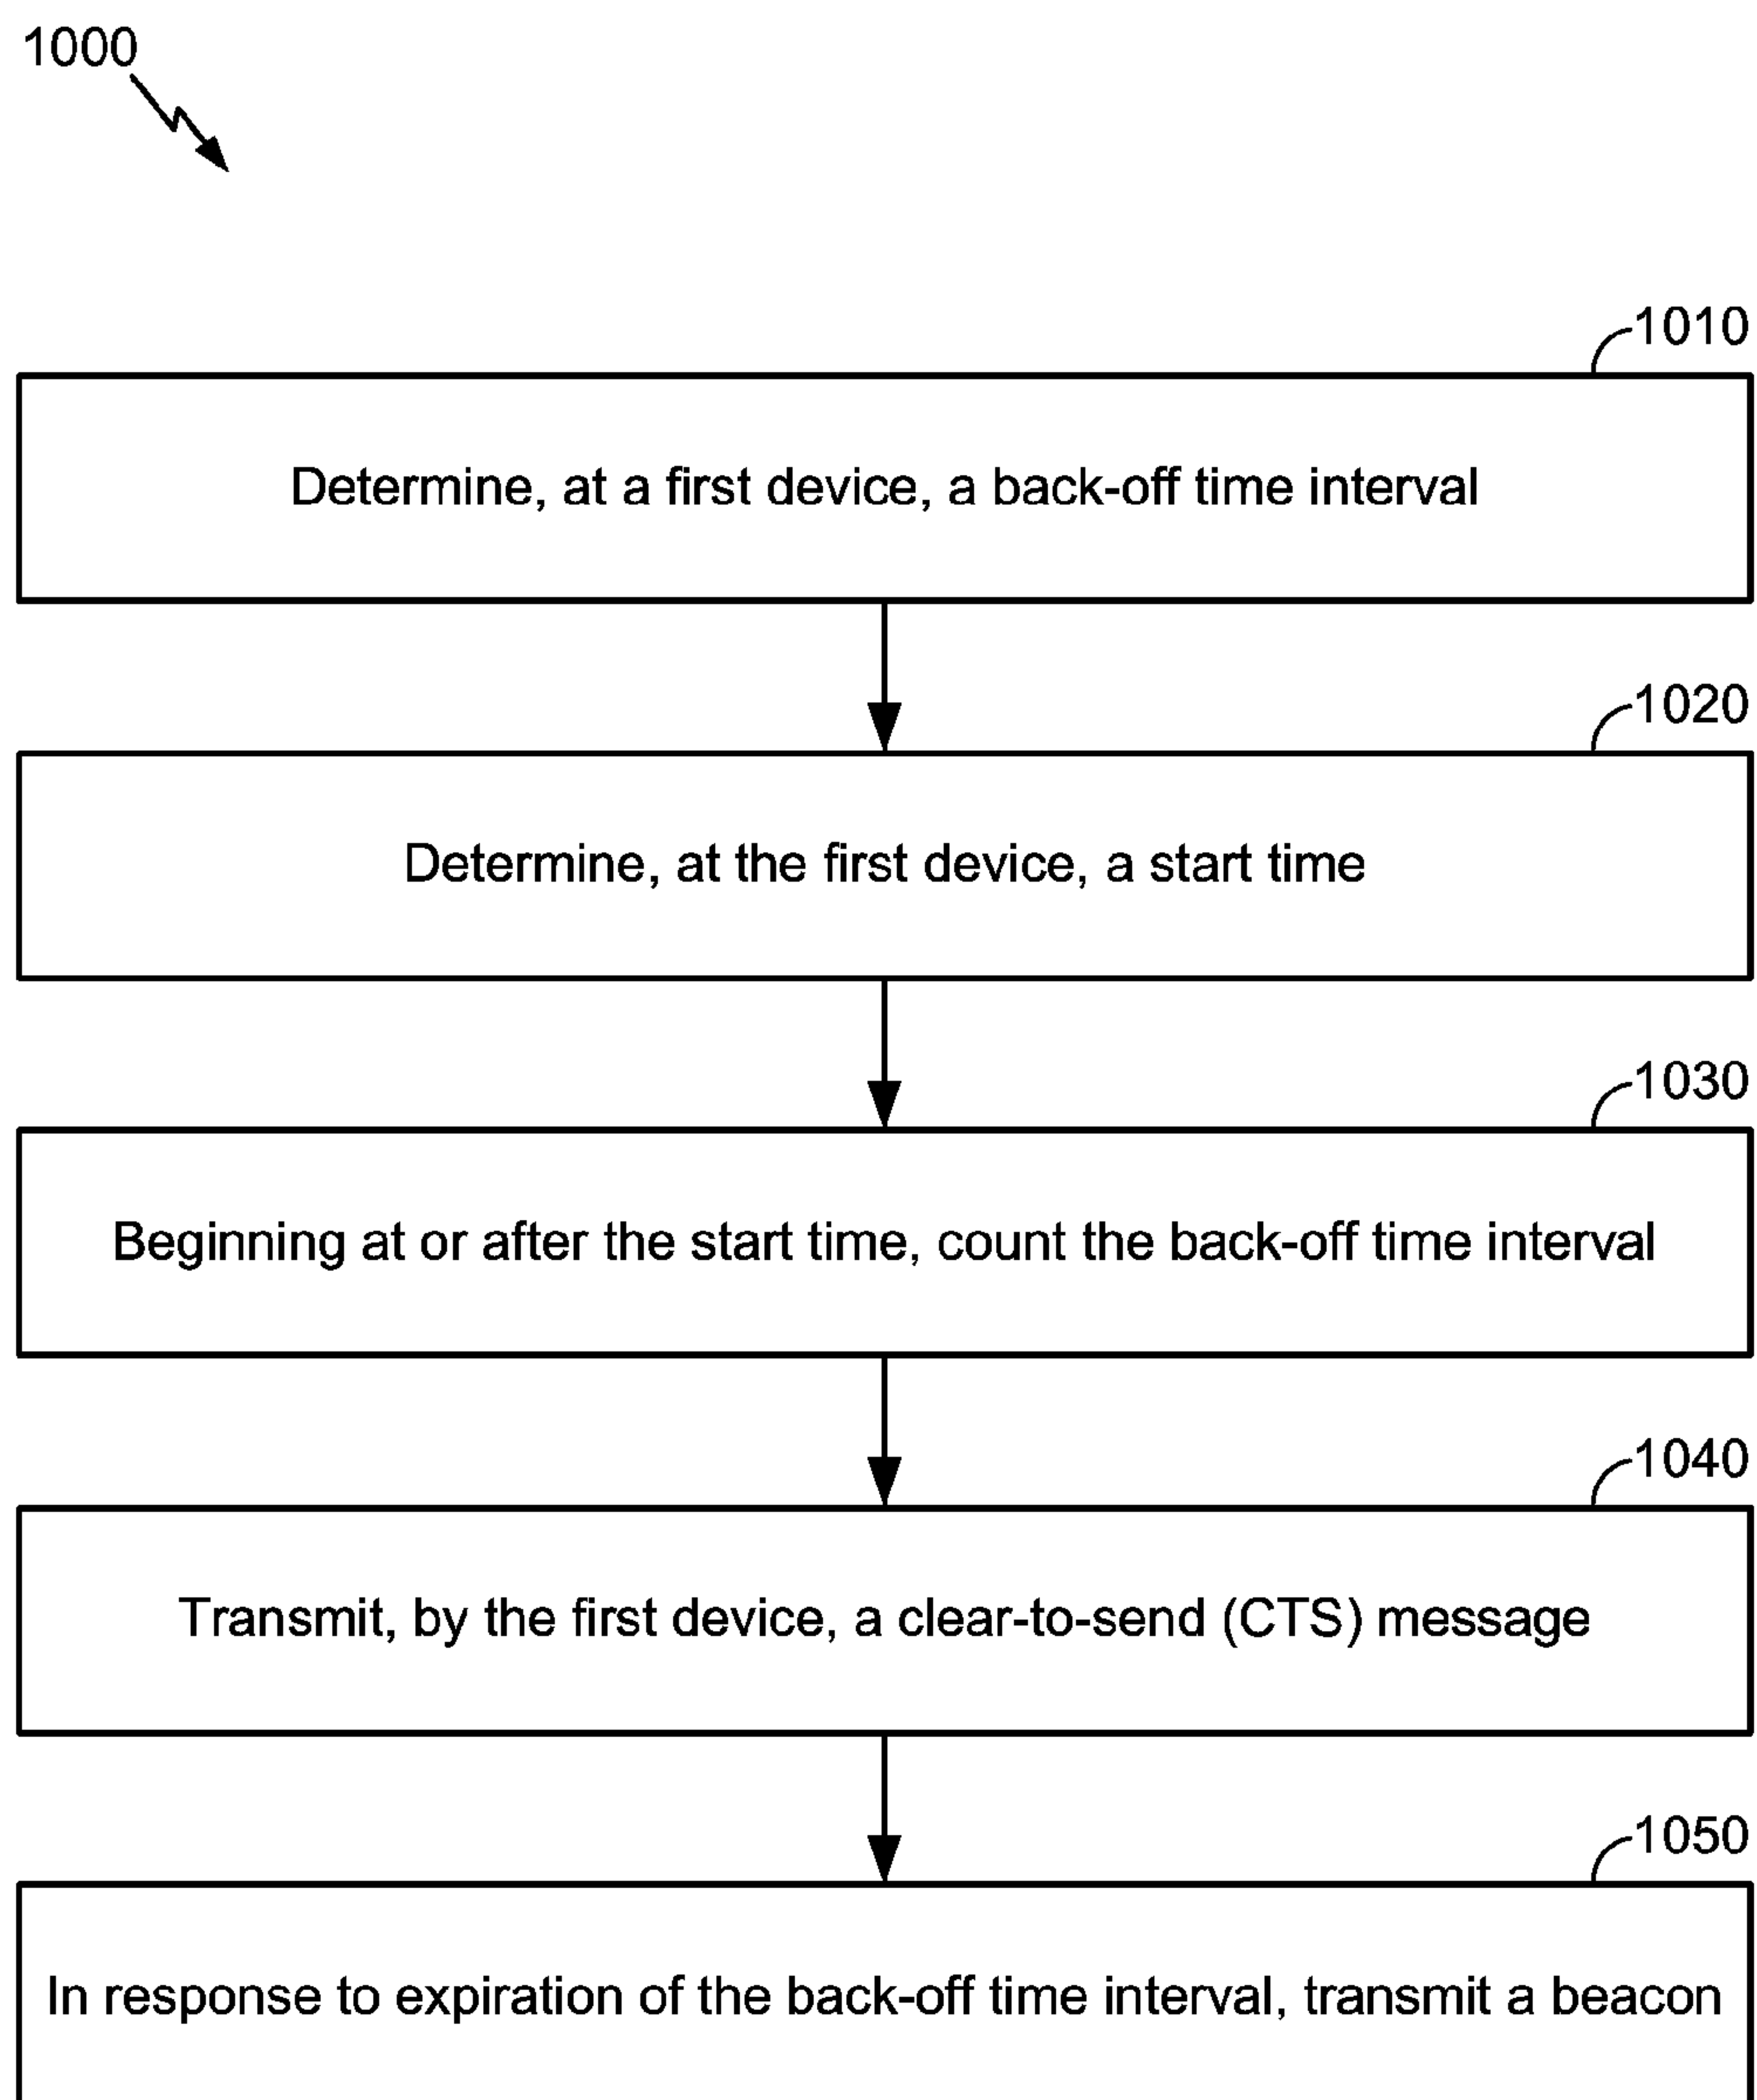 1000
1010
Determine, at a first device, a back-off time interval
1020
Determine, at the first device, a start time
1030
Beginning at or after the start time, count the back-off time interval
1040
Transmit, by the first device, a clear-to-send (CTS) message
1050
In response to expiration of the back-off time interval, transmit a beacon